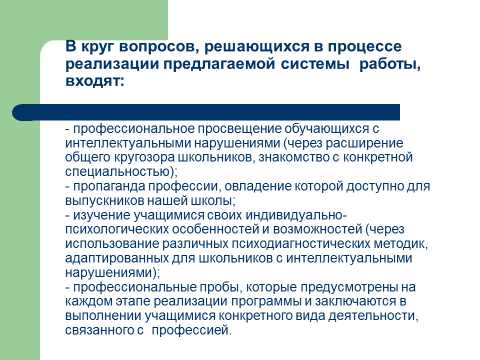 В круг вопросов, решающихся в процессе
реализации предлагаемой системы  работы,
входят:
- профессиональное просвещение обучающихся с
интеллектуальными нарушениями (через расширение
общего кругозора школьников, знакомство с конкретной
специальностью);
- пропаганда профессии, овладение которой доступно для
выпускников нашей школы;
- изучение учащимися своих индивидуально-
психологических особенностей и возможностей (через
использование различных психодиагностических методик,
адаптированных для школьников с интеллектуальными
нарушениями);
- профессиональные пробы, которые предусмотрены на
каждом этапе реализации программы и заключаются в
выполнении учащимися конкретного вида деятельности,
связанного с  профессией.